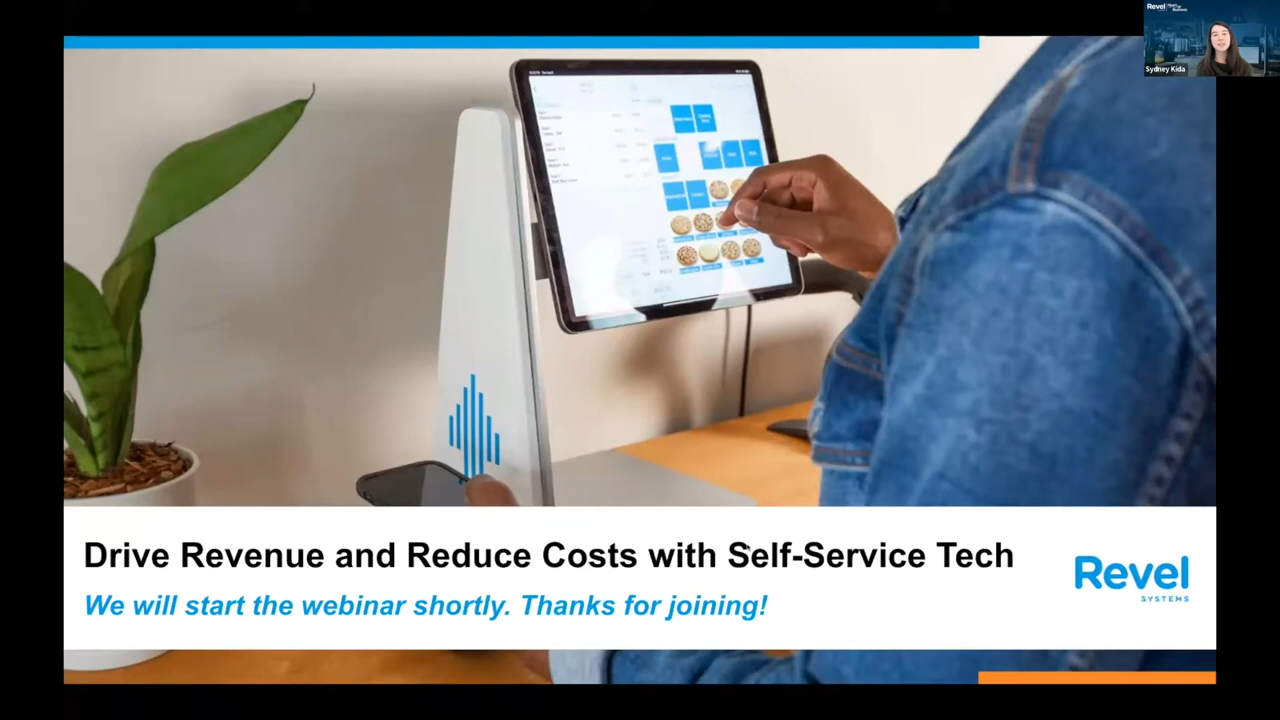 Revel
Sydney Kida
Drive Revenue and Reduce Costs with Self-Service Tech
We will start the webinar shortly. Thanks for joining!
Revel
SYSTEMS